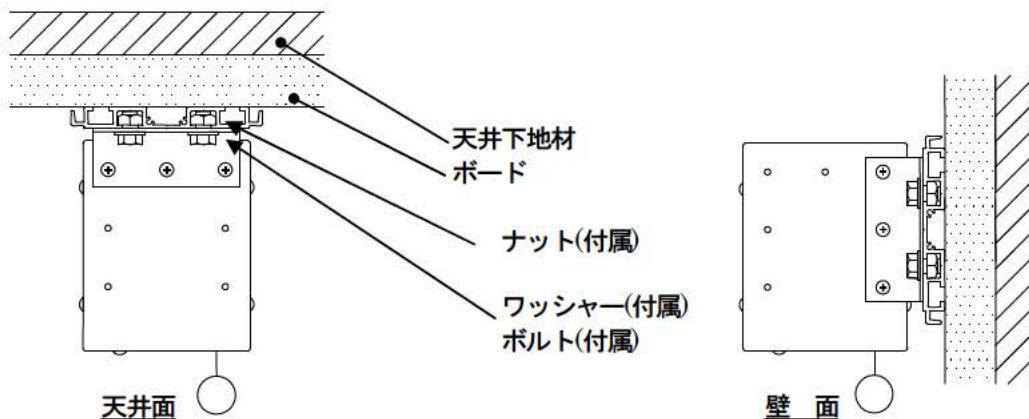 天井下地材
ボード
ナット(付属)
ワッシャー(付属)
ボルト(付属)
天井面
壁 面